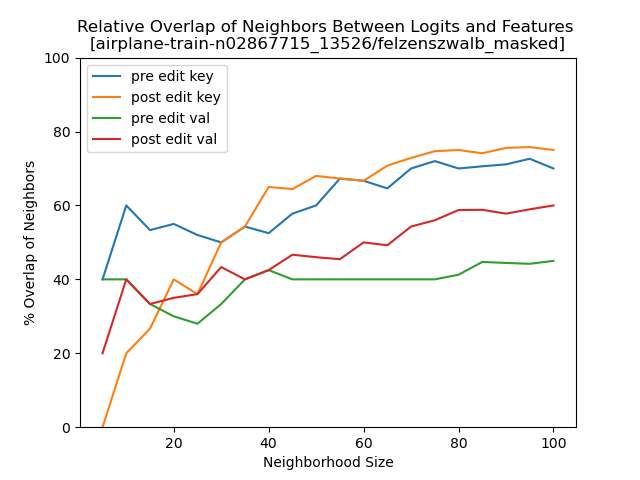 Relative Overlap of Neighbors Between Logits and Features
[airplane-train-n02867715_13526/felzenszwalb_masked]
pre edit key
post edit key
pre edit val
post edit val
% Overlap of Neighbors
100
80
60
40
20
0
20 40 60 80 100
Neighborhood Size